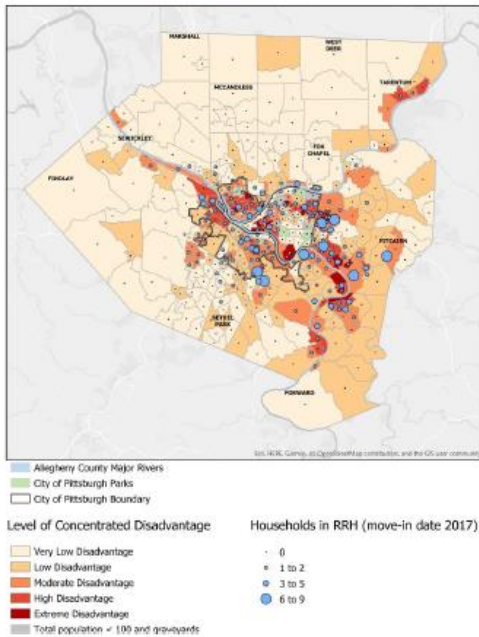 MARSHALL
WEST
DEER
TARENTUM
MCCANDLESS
FOX
CHAPEL
SEWICKLEY
FINDLAY
PITCAIRN
BETHEL
PARK
FORWARD
Esri, HERE, Garmin, (c) OpenStreetMap contributors, and the GIS user community
Allegheny County Major Rivers
City of Pittsburgh Parks
City of Pittsburgh Boundary
Level of Concentrated Disadvantage
Very Low Disadvantage
Low Disadvantage
Moderate Disadvantage
High Disadvantage
Extreme Disadvantage
Total population < 100 and graveyards
Households in RRH (move-in date 2017)
0
1 to 2
3 to 5
6 to 9